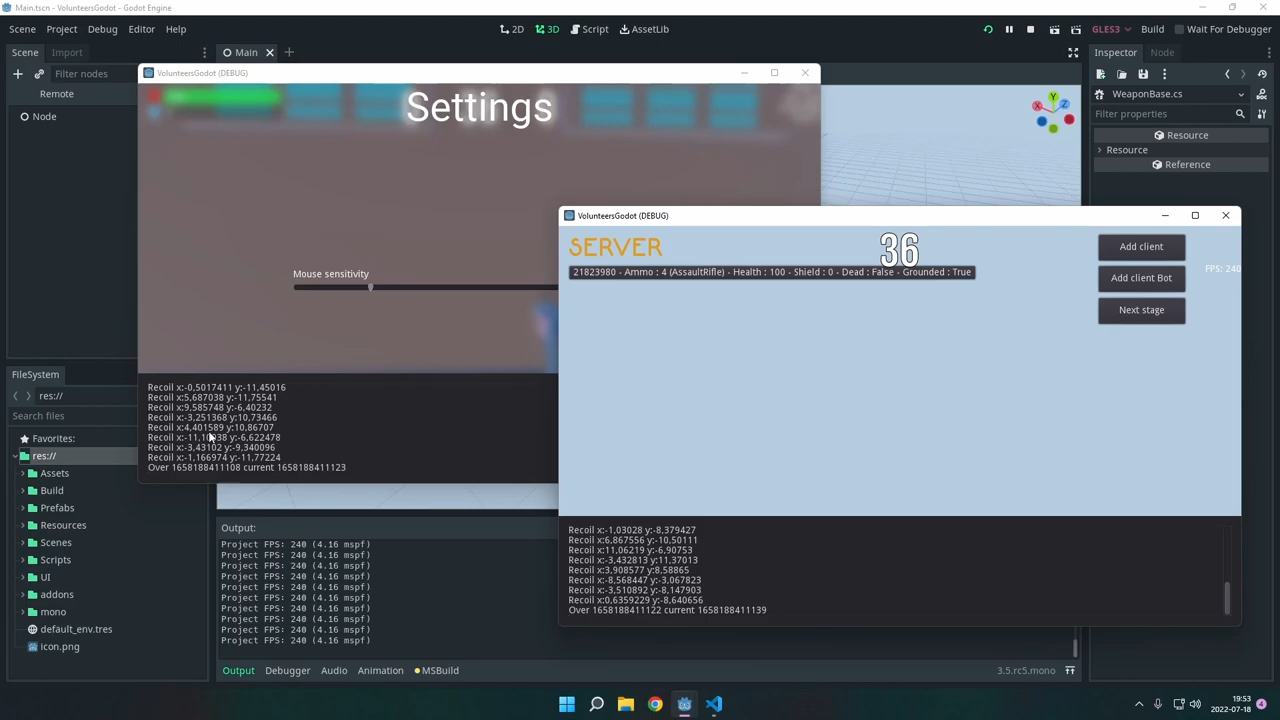 Main.tscn - VolunteersGodot - Godot Engine
Scene Project Debug Editor Help
2D 3D Script AssetLib
GLES3 Build Wait For Debugger
Scene Import
Main
Inspector Node
Filter nodes
Remote
Node
WeaponBase.cs
Filter properties
Resource
Resource
Reference
VolunteersGodot (DEBUG)
Settings
Mouse sensitivity
Recoil x:-0,5017411 y:-11,45016
Recoil x:5,687038 y:-11,75541
Recoil x:9,585748 y:-6,40232
Recoil x:-3,251368 y:10,73466
Recoil x:4,401589 y:10,86707
y:-6,622478
Recoil x:-3,43102 y:-9,340096
Recoil x:-1,166974 y:-11,77224
Over 1658188411108 current 1658188411123
VolunteersGodot (DEBUG)
SERVER
36
21823980 - Ammo : 4 (AssaultRifle) - Health : 100 - Shield : 0 - Dead : False - Grounded : True
Add client
FPS: 240
Add client Bot
Next stage
Recoil x:-1,03028 y:-8,379427
Recoil x:6,867556 y:-10,50111
Recoil x:11,06219 y:-6,90753
Recoil x:-3,432813 y:11,37013
Recoil x:3,908577 y:8,58865
Recoil x:-8,568447 y:-3,067823
Recoil x:-3,510892 y:-8,147903
Recoil x:0,6359229 y:-8,640656
Over 1658188411122 current 1658188411139
FileSystem
res://
Search files
Favorites:
res://
Assets
Build
Prefabs
Resources
Scenes
Scripts
UI
addons
mono
default_env.tres
icon.png
Output:
Project FPS: 240 (4.16 mspf)
Project FPS: 240 (4.16 mspf)
Project FPS: 240 (4.16 mspf)
Project FPS: 240 (4.16 mspf)
Project FPS: 240 (4.16 mspf)
Project FPS: 240 (4.16 mspf)
Project FPS: 240 (4.16 mspf)
Project FPS: 240 (4.16 mspf)
Project FPS: 240 (4.16 mspf)
Project FPS: 240 (4.16 mspf)
Output Debugger Audio Animation MSBuild
3.5.rc5.mono
19:53
2022-07-18
4